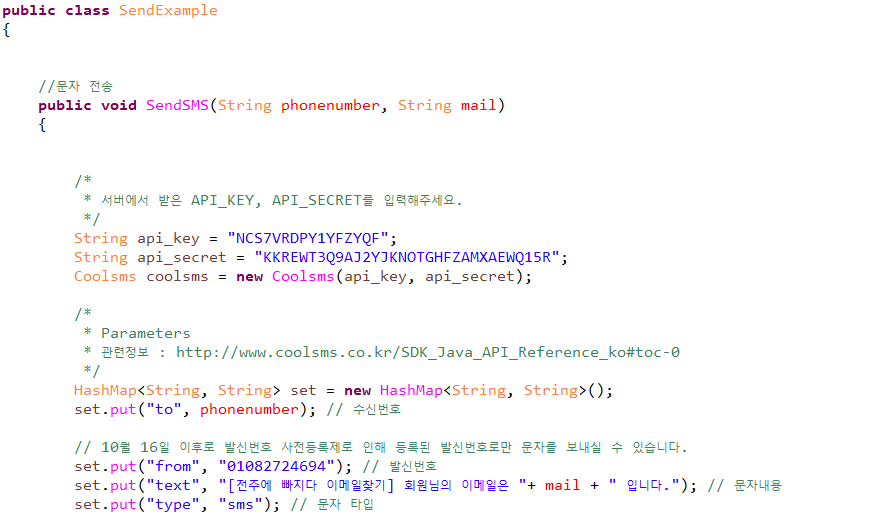 public class SendExample
{
//문자 전송
public void SendSMS(String phonenumber, String mail)
{
/*
* 서버에서 받은 API_KEY, API_SECRET를 입력해주세요.
*/
String api_key = "NCS7VRDPY1YFZYQF";
String api_secret = "KKREWT3Q9AJ2YJKNOTGHFZAMXAEWQ15R";
Coolsms coolsms = new Coolsms(api_key, api_secret);
/*
* Parameters
* 관련정보 : http://www.coolsms.co.kr/SDK_Java_API_Reference_ko#toc-0
*/
HashMap<String, String> set = new HashMap<String, String>();
set.put("to", phonenumber); // 수신번호
// 10월 16일 이후로 발신번호 사전등록제로 인해 등록된 발신번호로만 문자를 보내실 수 있습니다.
set.put("from", "01082724694"); // 발신번호
set.put("text", "[전주에 빠지다 이메일찾기] 회원님의 이메일은 "+ mail + " 입니다."); // 문자내용
set.put("type", "sms"); // 문자 타입